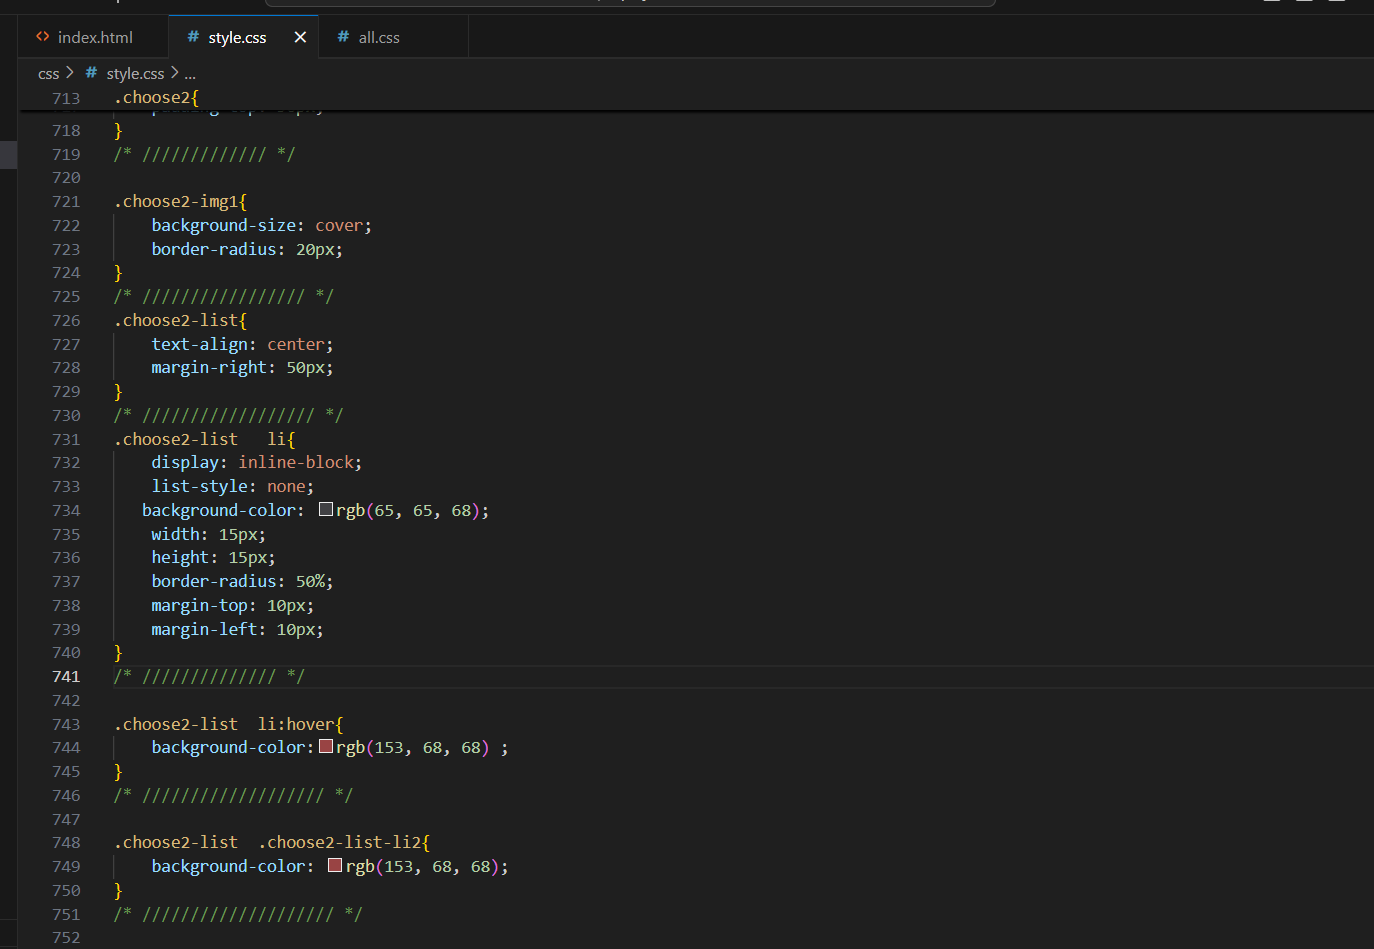 index.html
style.css
all.css
css > # style.css > ...
713 .choose2{
718 }
719 /* ///////////// */
720
721 .choose2-img1{
722 background-size: cover;
723 border-radius: 20px;
724 }
725 /* ///////////////// */
726 .choose2-list{
727 text-align: center;
728 margin-right: 50px;
729 }
730 /* ////////////////// */
731 .choose2-list   li{
732 display: inline-block;
733 list-style: none;
734 background-color: rgb(65, 65, 68);
735 width: 15px;
736 height: 15px;
737 border-radius: 50%;
738 margin-top: 10px;
739 margin-left: 10px;
740 }
741 /* ////////////// */
742
743 .choose2-list  li:hover{
744 background-color:rgb(153, 68, 68) ;
745 }
746 /* /////////////////// */
747
748 .choose2-list  .choose2-list-li2{
749 background-color: rgb(153, 68, 68);
750 }
751 /* //////////////////// */
752